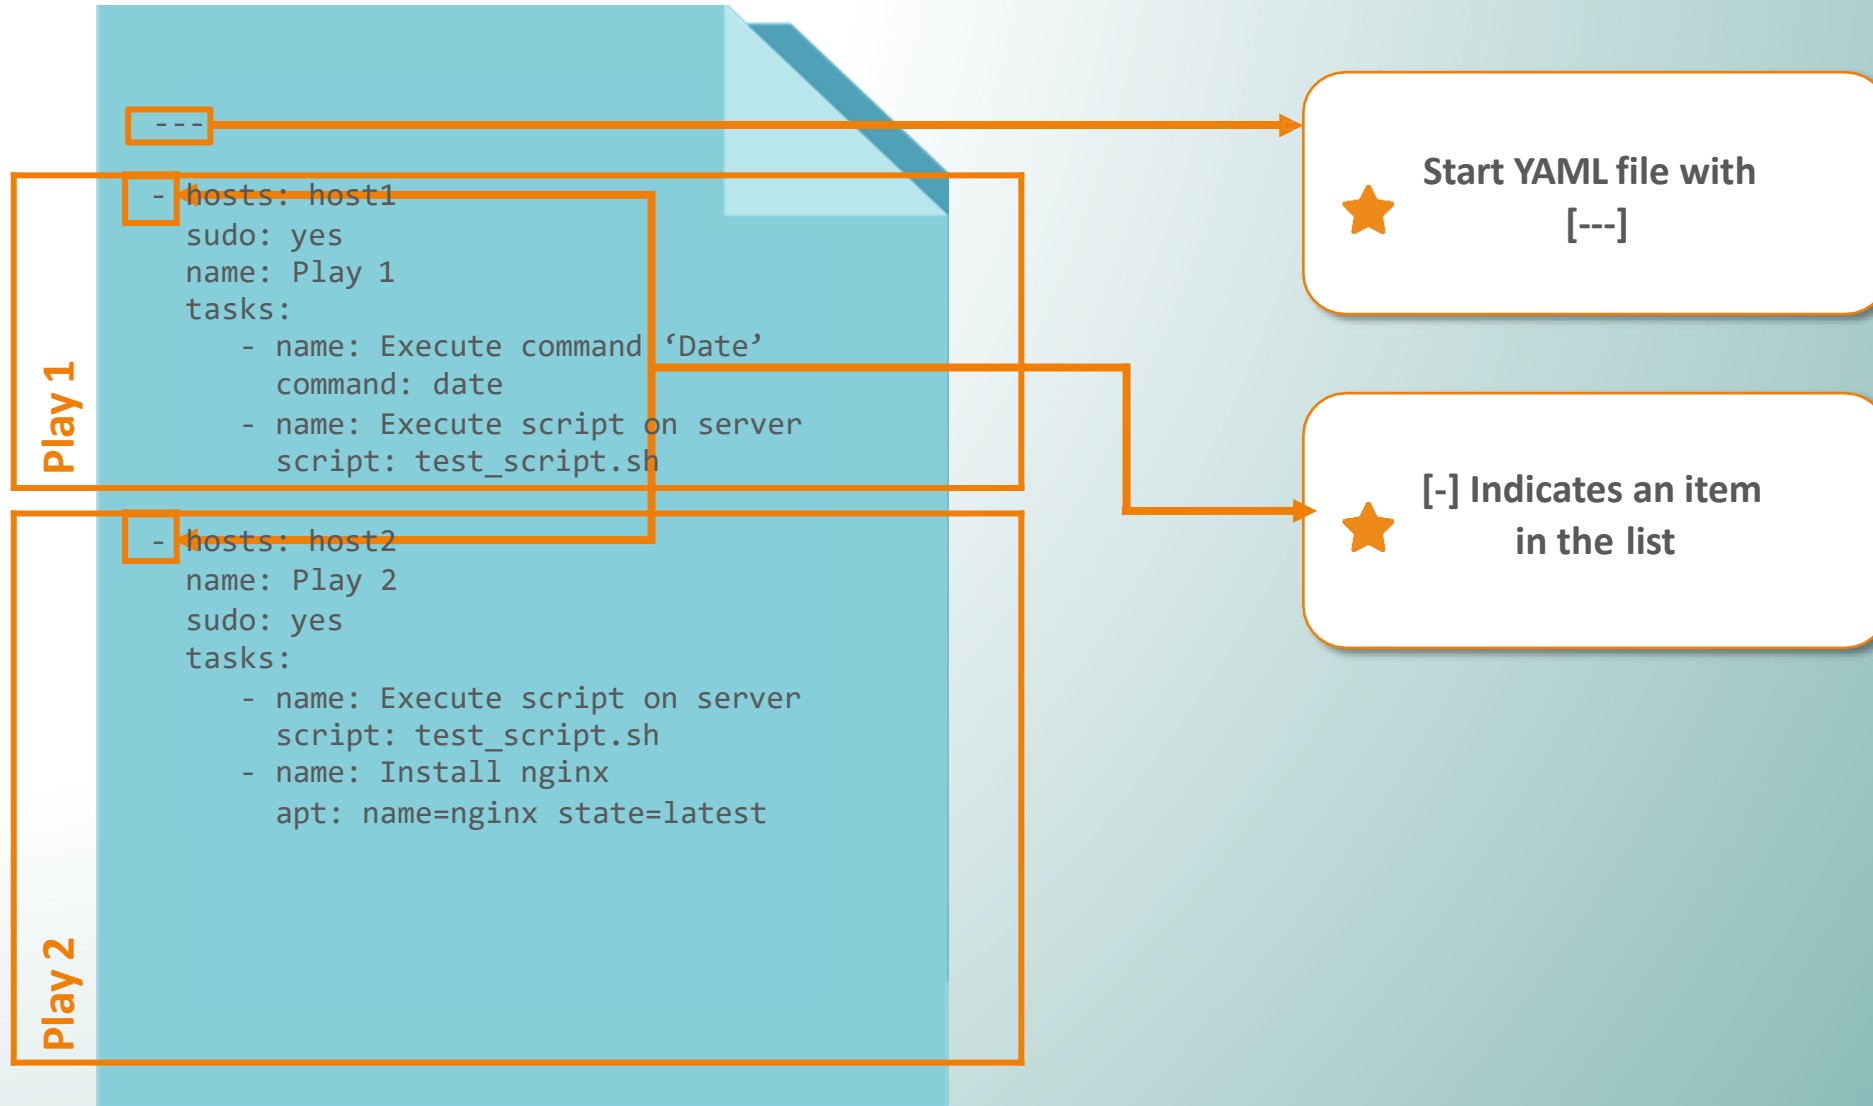 ---
- hosts: host1
sudo: yes
name: Play 1
tasks:
- name: Execute command ‘Date’
command: date
- name: Execute script on server
script: test_script.sh
Play 1
- hosts: host2
name: Play 2
sudo: yes
tasks:
- name: Execute script on server
script: test_script.sh
- name: Install nginx
apt: name=nginx state=latest
Play 2
Start YAML file with
[---]
[-] Indicates an item
in the list